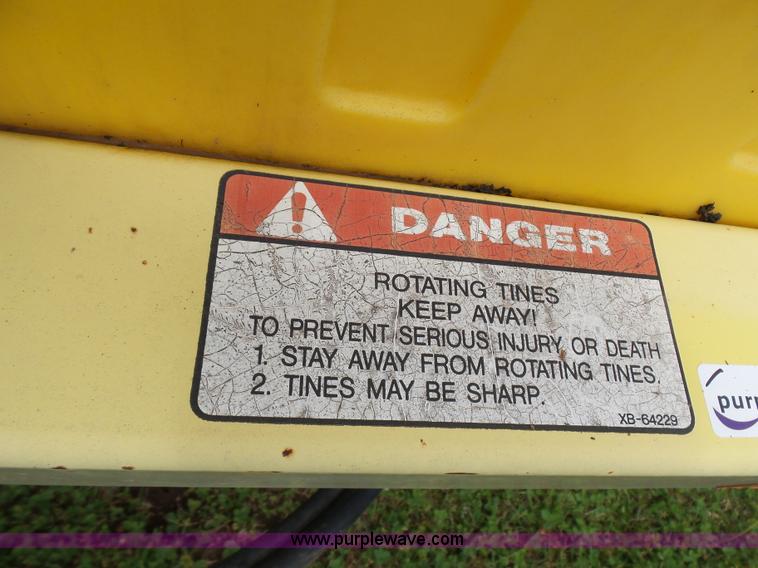 DANGER
ROTATING TINES
KEEP AWAY!
TO PREVENT SERIOUS INJURY OR DEATH
1. STAY AWAY FROM ROTATING TINES.
2. TINES MAY BE SHARP.
XB-64229
pur
www.purplewave.com